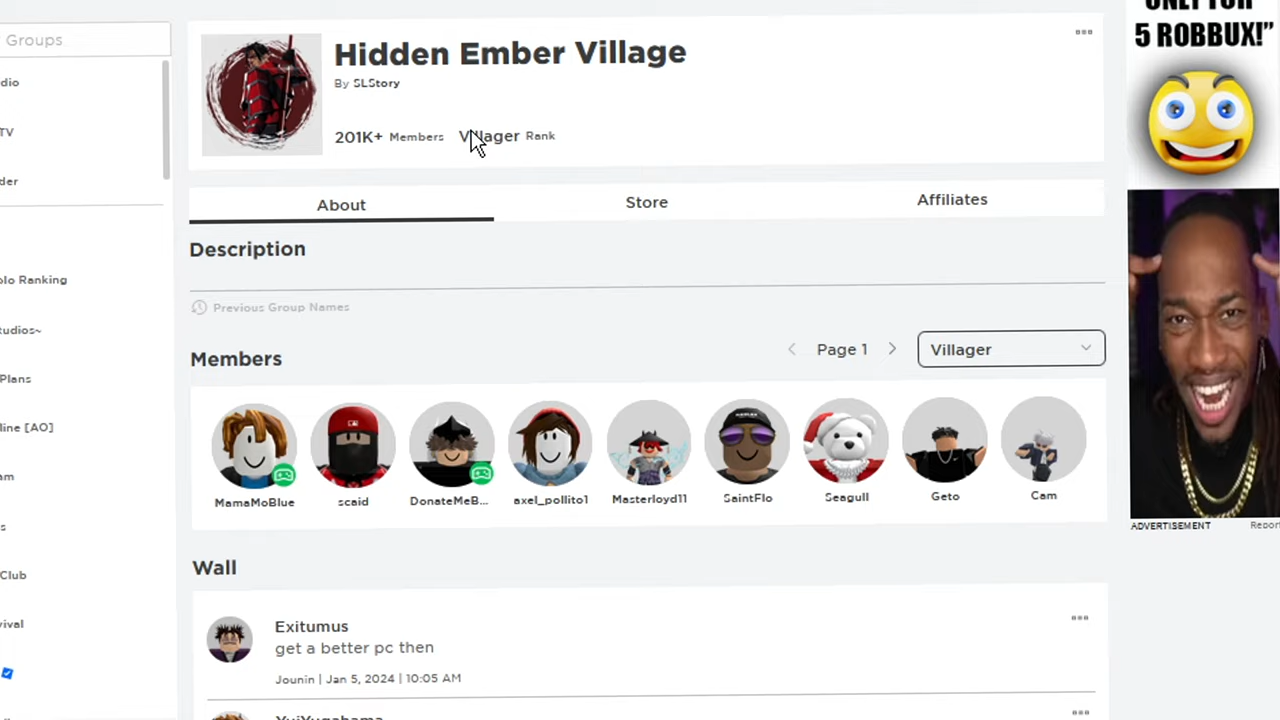 Groups
dio
TV
der
olo Ranking
tudios~
Plans
line [AO]
am
s
Club
vival
Hidden Ember Village
By SLStory
201K+ Members Villager Rank
About Store Affiliates
Description
Previous Group Names
Members
Page 1
Villager
MamaMoBlue scaid DonateMeB... axel_pollito1 Masterloyd11 SaintFlo Seagull Geto Cam
Wall
Exitumus
get a better pc then
Jounin | Jan 5, 2024 | 10:05 AM
YuiYugahama
ONLY FOR
5 ROBBUX!”
ADVERTISEMENT Report